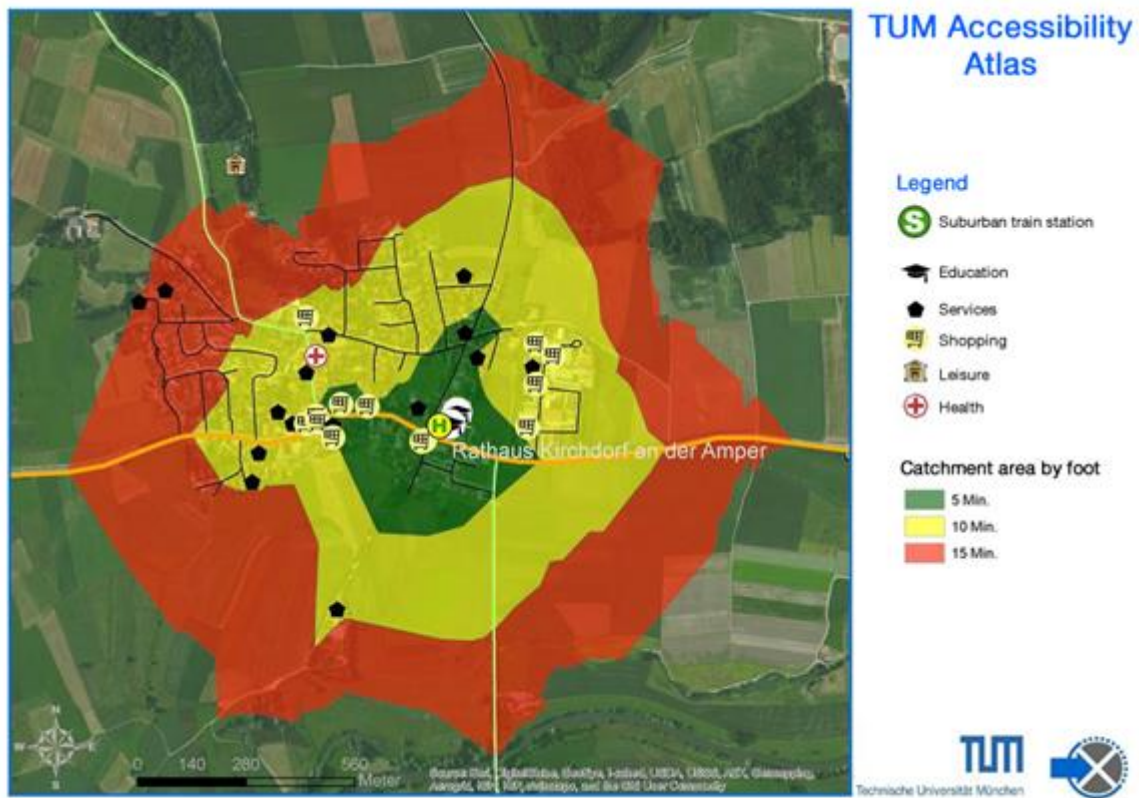 TUM Accessibility
Atlas
Legend
S Suburban train station
Education
Services
Shopping
Leisure
Health
Catchment area by foot
5 Min.
10 Min.
15 Min.
H
Rathaus Kirchdorf an der Amper
N
W E
S
0 140 280 560
Meter
TUM
Technische Universität München